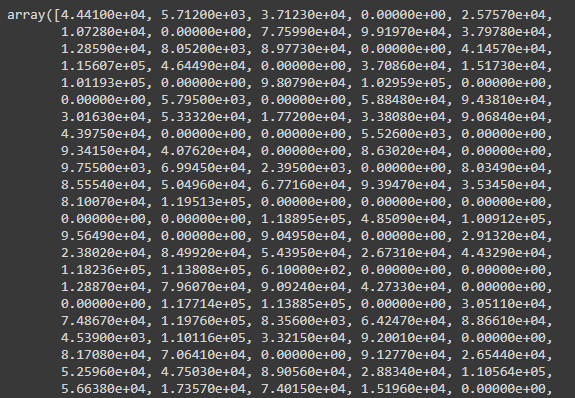 array([4.44100e+04, 5.71200e+03, 3.71230e+04, 0.00000e+00, 2.57570e+04,
1.07280e+04, 0.00000e+00, 7.75990e+04, 9.91970e+04, 3.79780e+04,
1.28590e+04, 8.05200e+03, 8.97730e+04, 0.00000e+00, 4.14570e+04,
1.15607e+05, 4.64490e+04, 0.00000e+00, 3.70860e+04, 1.51730e+04,
1.01193e+05, 0.00000e+00, 9.80790e+04, 1.02959e+05, 0.00000e+00,
0.00000e+00, 5.79500e+03, 0.00000e+00, 5.88480e+04, 9.43810e+04,
3.01630e+04, 5.33320e+04, 1.77200e+04, 3.38080e+04, 9.06840e+04,
4.39750e+04, 0.00000e+00, 0.00000e+00, 5.52600e+03, 0.00000e+00,
9.34150e+04, 4.07620e+04, 0.00000e+00, 8.63020e+04, 0.00000e+00,
9.75500e+03, 6.99450e+04, 2.39500e+03, 0.00000e+00, 8.03490e+04,
8.55540e+04, 5.04960e+04, 6.77160e+04, 9.39470e+04, 3.53450e+04,
8.10070e+04, 1.19513e+05, 0.00000e+00, 0.00000e+00, 0.00000e+00,
0.00000e+00, 0.00000e+00, 1.18895e+05, 4.85090e+04, 1.00912e+05,
9.56490e+04, 0.00000e+00, 9.04950e+04, 0.00000e+00, 2.91320e+04,
2.38020e+04, 8.49920e+04, 5.43950e+04, 2.67310e+04, 4.43290e+04,
1.18236e+05, 1.13808e+05, 6.10000e+02, 0.00000e+00, 0.00000e+00,
1.28870e+04, 7.96070e+04, 9.09240e+04, 4.27330e+04, 0.00000e+00,
0.00000e+00, 1.17714e+05, 1.13885e+05, 0.00000e+00, 3.05110e+04,
7.48670e+04, 1.19760e+05, 8.35600e+03, 6.42470e+04, 8.86610e+04,
4.53900e+03, 1.10116e+05, 3.32150e+04, 9.20010e+04, 0.00000e+00,
8.17080e+04, 7.06410e+04, 0.00000e+00, 9.12770e+04, 2.65440e+04,
5.25960e+04, 4.75030e+04, 8.90560e+04, 2.88340e+04, 1.10564e+05,
5.66380e+04, 1.73570e+04, 7.40150e+04, 1.51960e+04, 0.00000e+00,